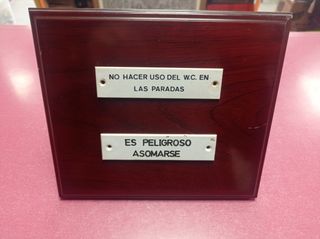 NO HACER USO DEL W.C. EN
LAS PARADAS
ES PELIGROSO
ASOMARSE